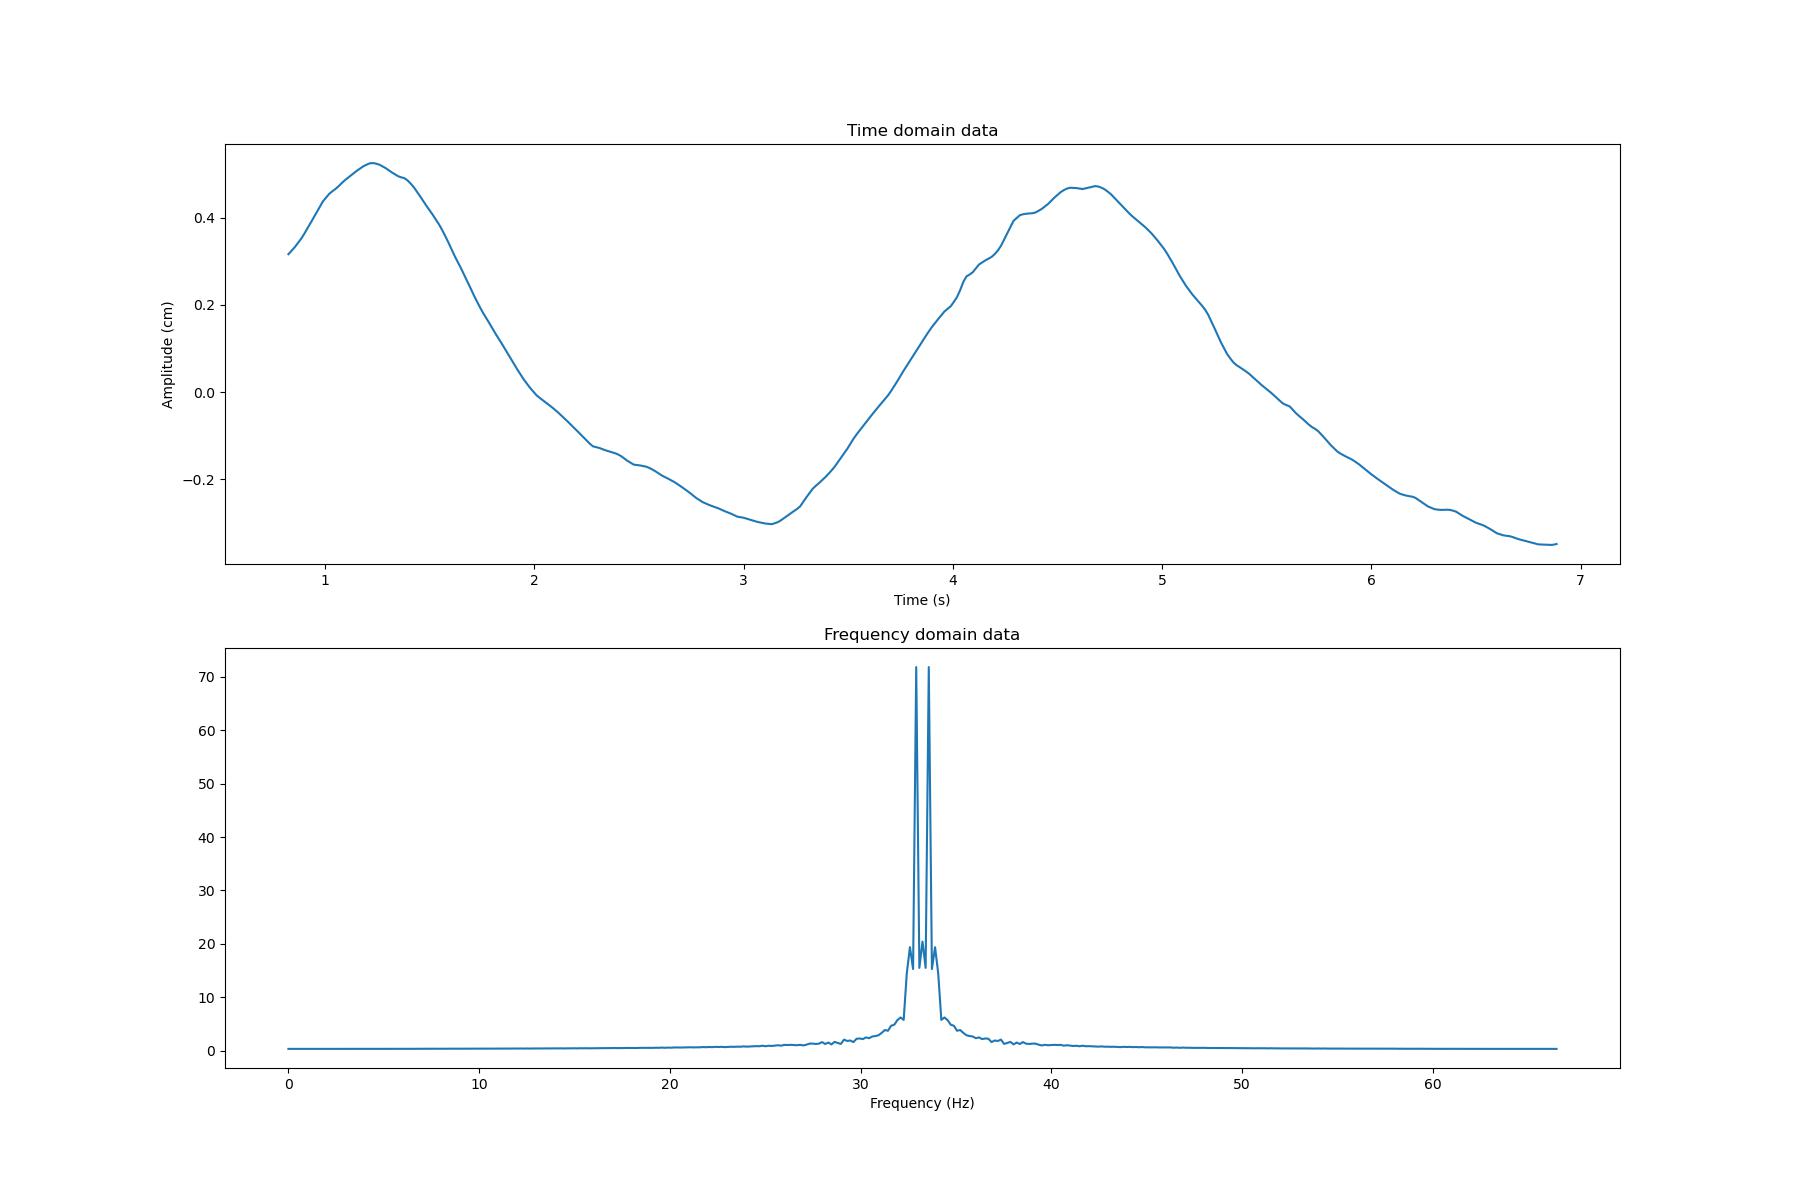 Time domain data
0.4
0.2
0.0
−0.2
Amplitude (cm)
1 2 3 4 5 6 7
Time (s)
Frequency domain data
70
60
50
40
30
20
10
0
0 10 20 30 40 50 60
Frequency (Hz)